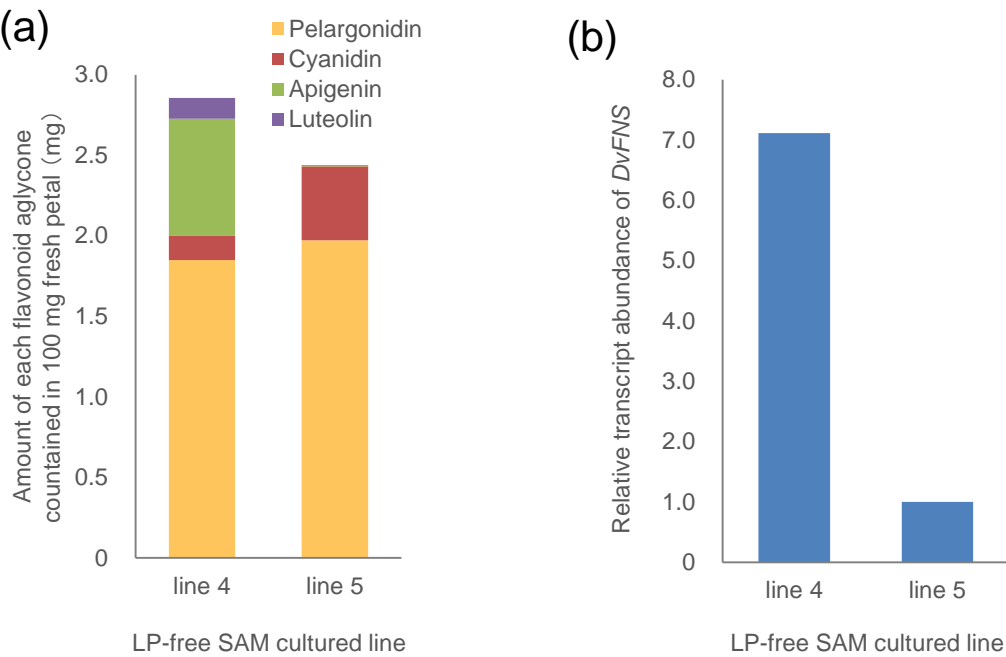 (a)
Pelargonidin
Cyanidin
Apigenin
Luteolin
Amount of each flavonoid aglycone
countained in 100 mg fresh petal (mg)
3.0
2.5
2.0
1.5
1.0
0.5
0
line 4
line 5
LP-free SAM cultured line
(b)
Relative transcript abundance of DvFNS
8.0
7.0
6.0
5.0
4.0
3.0
2.0
1.0
0
line 4
line 5
LP-free SAM cultured line